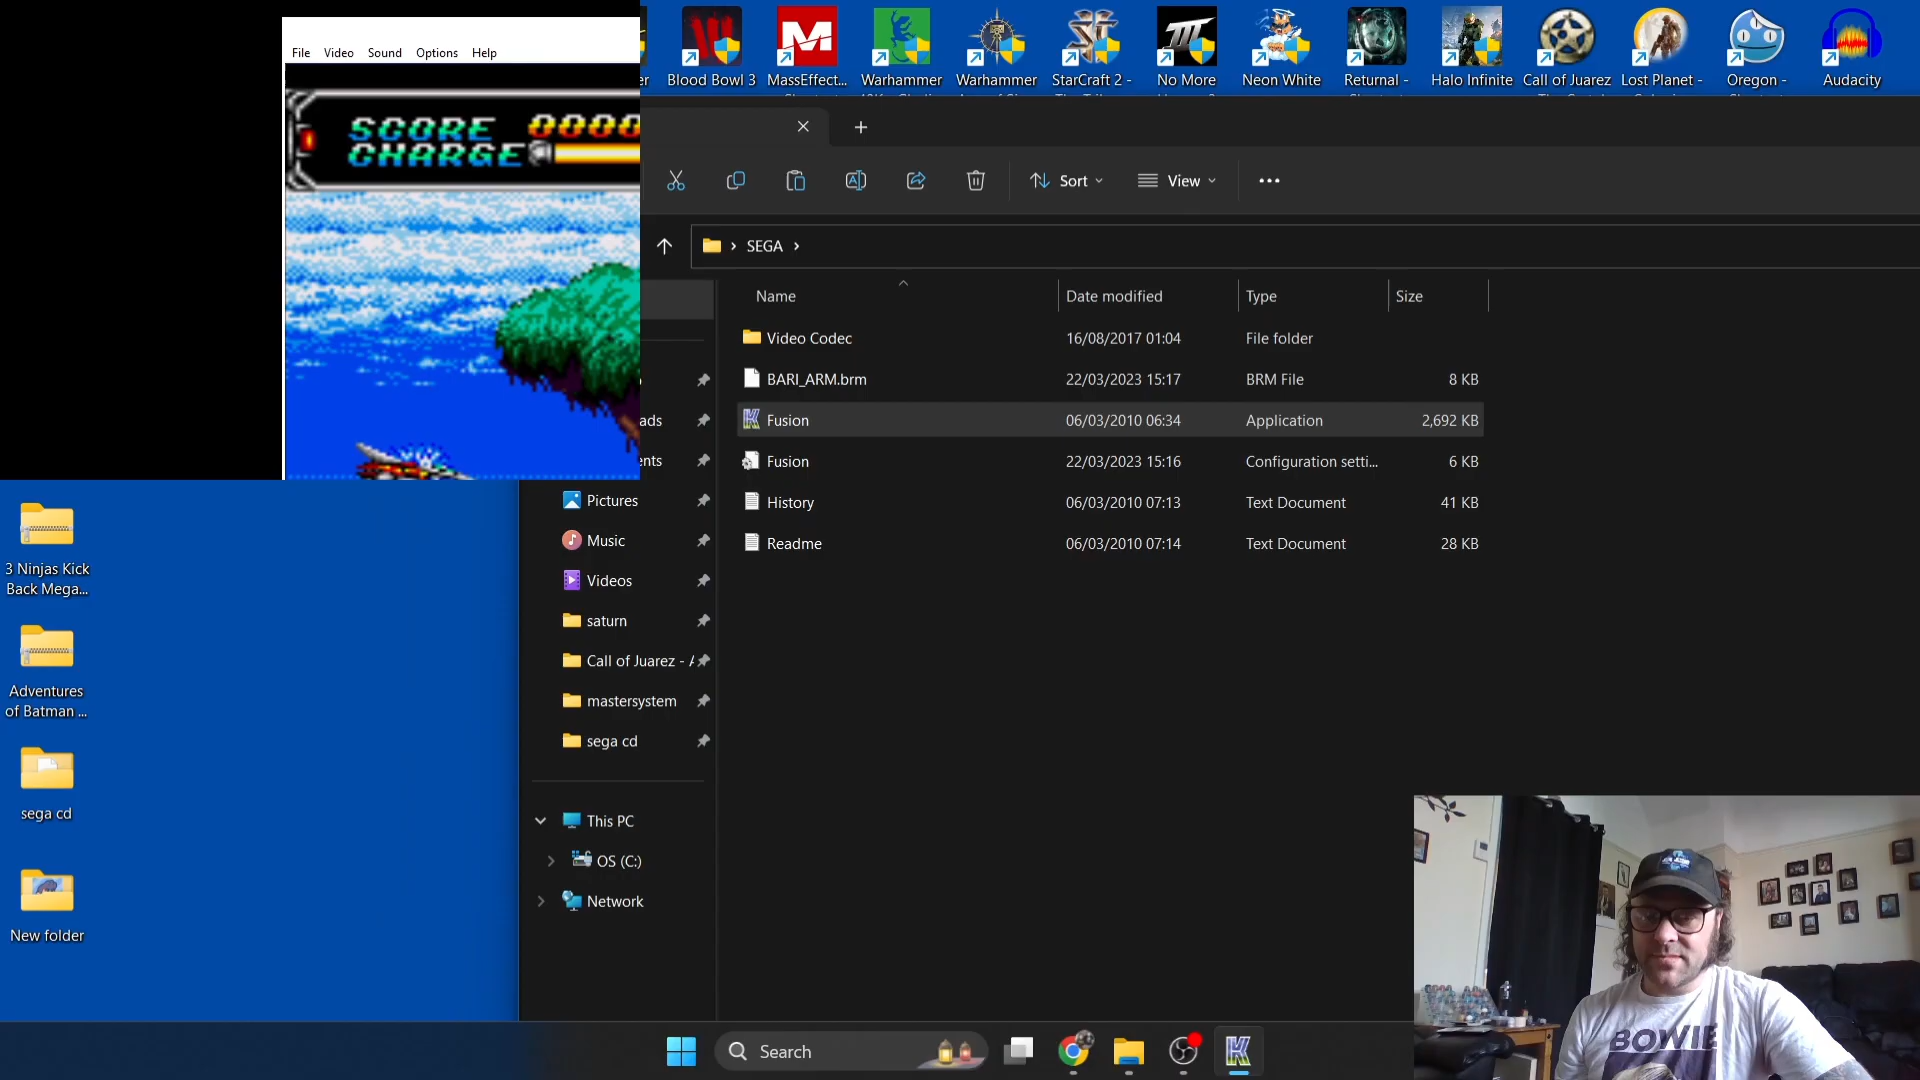 File Video Sound Options Help
SCORE 0000
CHARGE
Blood Bowl 3
MassEffect...
Warhammer
Warhammer
StarCraft 2 -
No More
Neon White
Returnal -
Halo Infinite
Call of Juarez
Lost Planet -
Oregon -
Audacity
Sort
View
SEGA
Name Date modified Type Size
Video Codec 16/08/2017 01:04 File folder
BARI_ARM.brm 22/03/2023 15:17 BRM File 8 KB
Fusion 06/03/2010 06:34 Application 2,692 KB
Fusion 22/03/2023 15:16 Configuration setti... 6 KB
History 06/03/2010 07:13 Text Document 41 KB
Readme 06/03/2010 07:14 Text Document 28 KB
ads
ents
Pictures
Music
Videos
saturn
Call of Juarez - A
mastersystem
sega cd
This PC
OS (C:)
Network
3 Ninjas Kick
Back Mega...
Adventures
of Batman ...
sega cd
New folder
Search
BOWIE